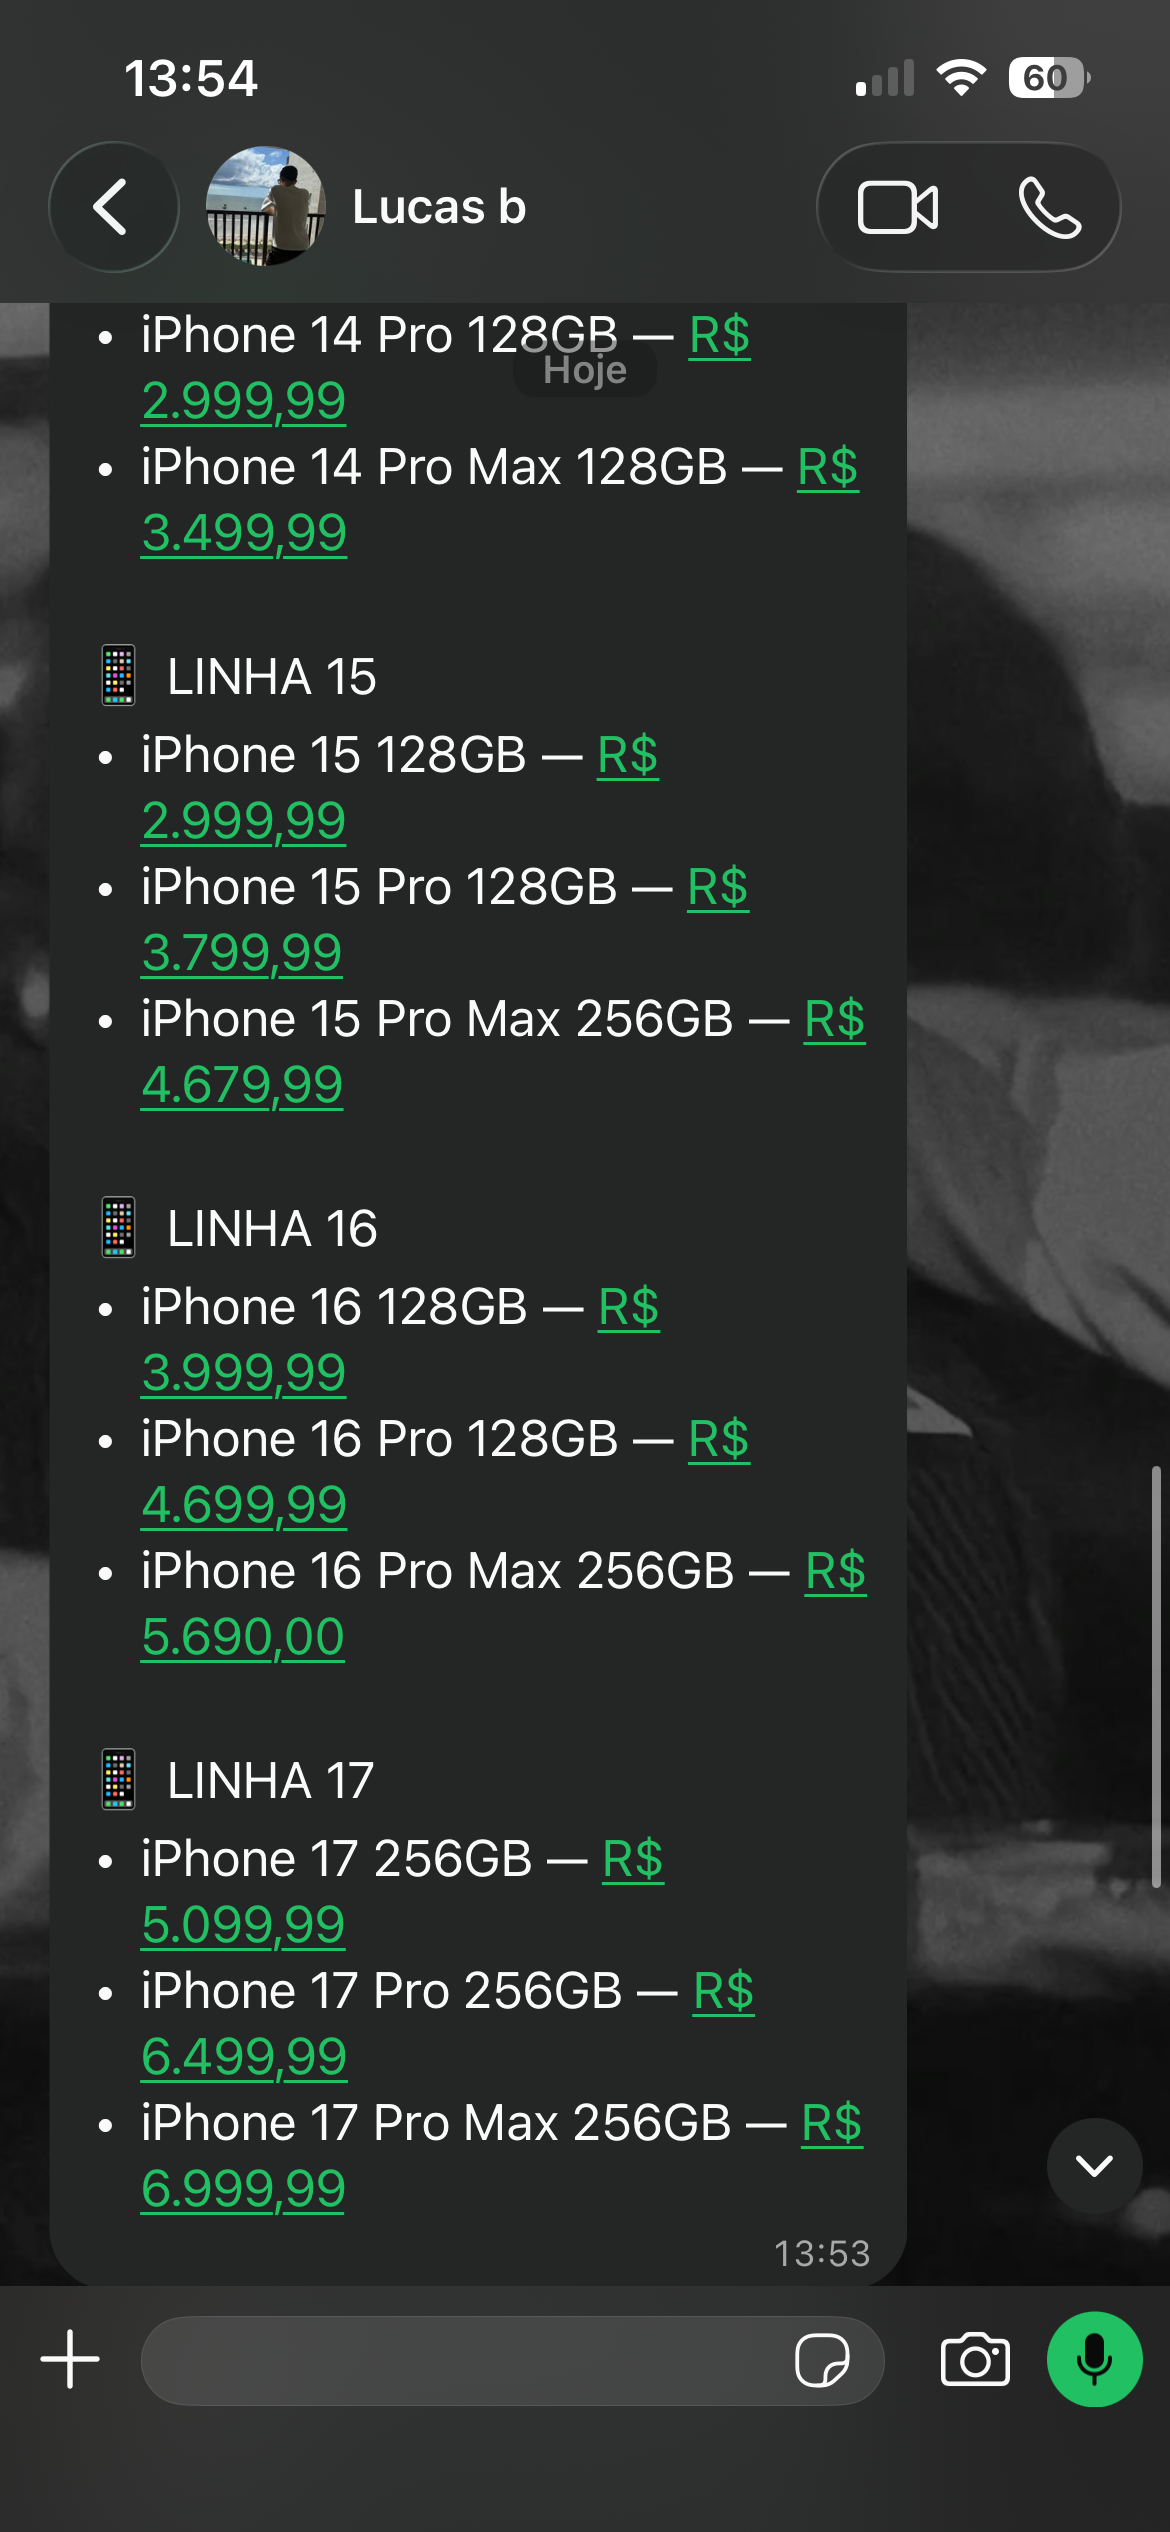 13:54
60
Lucas b
• iPhone 14 Pro 128GB — R$
2.999,99
Hoje
• iPhone 14 Pro Max 128GB — R$
3.499,99
📱 LINHA 15
• iPhone 15 128GB — R$
2.999,99
• iPhone 15 Pro 128GB — R$
3.799,99
• iPhone 15 Pro Max 256GB — R$
4.679,99
📱 LINHA 16
• iPhone 16 128GB — R$
3.999,99
• iPhone 16 Pro 128GB — R$
4.699,99
• iPhone 16 Pro Max 256GB — R$
5.690,00
📱 LINHA 17
• iPhone 17 256GB — R$
5.099,99
• iPhone 17 Pro 256GB — R$
6.499,99
• iPhone 17 Pro Max 256GB — R$
6.999,99
13:53